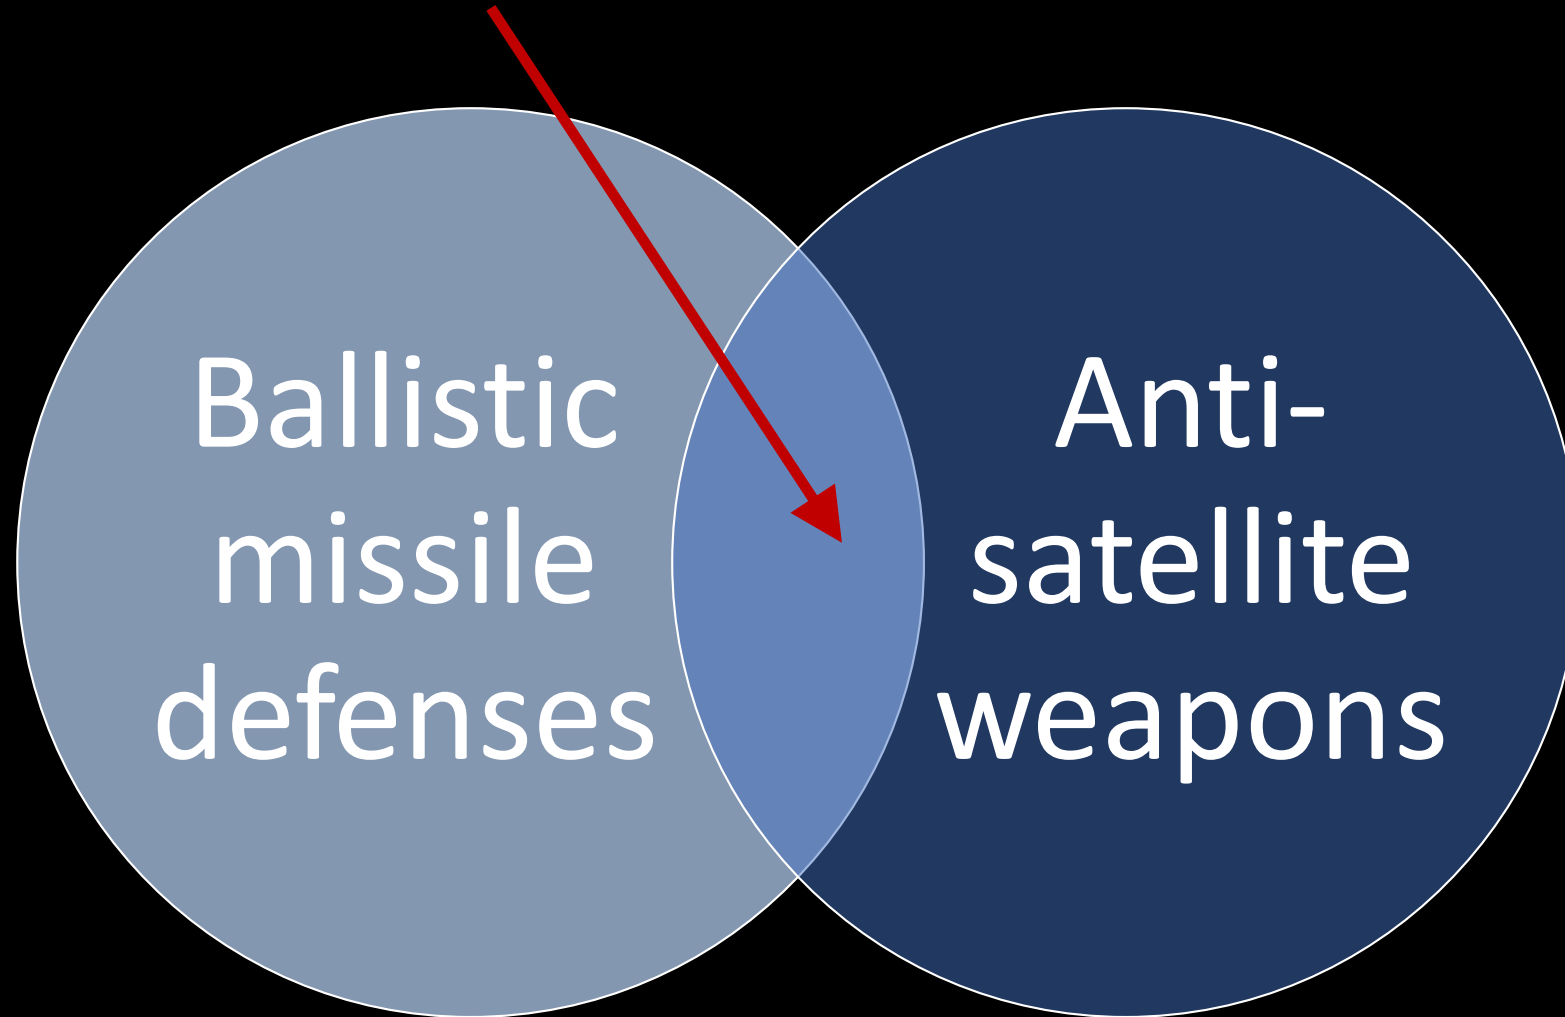 Ballistic
missile
defenses
Anti-
satellite
weapons